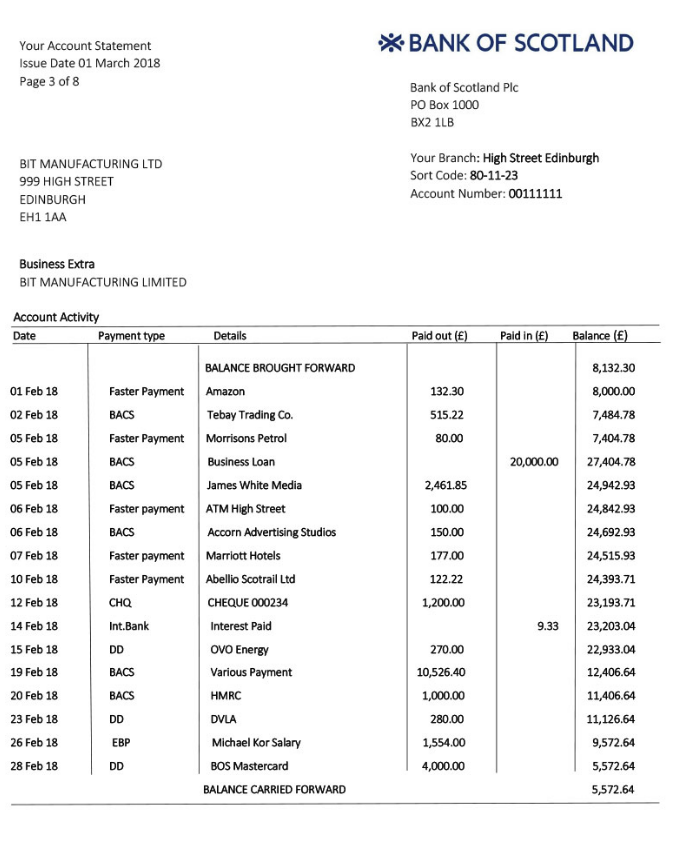 Your Account Statement
Issue Date 01 March 2018
Page 3 of 8
BANK OF SCOTLAND
Bank of Scotland Plc
PO Box 1000
BX2 1LB
BIT MANUFACTURING LTD
999 HIGH STREET
EDINBURGH
EH1 1AA
Your Branch: High Street Edinburgh
Sort Code: 80-11-23
Account Number: 00111111
Business Extra
BIT MANUFACTURING LIMITED
Account Activity
Date Payment type Details Paid out (£) Paid in (£) Balance (£)
BALANCE BROUGHT FORWARD 8,132.30
01 Feb 18 Faster Payment Amazon 132.30 8,000.00
02 Feb 18 BACS Tebay Trading Co. 515.22 7,484.78
05 Feb 18 Faster Payment Morrisons Petrol 80.00 7,404.78
05 Feb 18 BACS Business Loan 20,000.00 27,404.78
05 Feb 18 BACS James White Media 2,461.85 24,942.93
06 Feb 18 Faster payment ATM High Street 100.00 24,842.93
06 Feb 18 BACS Accorn Advertising Studios 150.00 24,692.93
07 Feb 18 Faster payment Marriott Hotels 177.00 24,515.93
10 Feb 18 Faster Payment Abellio Scotrail Ltd 122.22 24,393.71
12 Feb 18 CHQ CHEQUE 000234 1,200.00 23,193.71
14 Feb 18 Int.Bank Interest Paid 9.33 23,203.04
15 Feb 18 DD OVO Energy 270.00 22,933.04
19 Feb 18 BACS Various Payment 10,526.40 12,406.64
20 Feb 18 BACS HMRC 1,000.00 11,406.64
23 Feb 18 DD DVLA 280.00 11,126.64
26 Feb 18 EBP Michael Kor Salary 1,554.00 9,572.64
28 Feb 18 DD BOS Mastercard 4,000.00 5,572.64
BALANCE CARRIED FORWARD 5,572.64